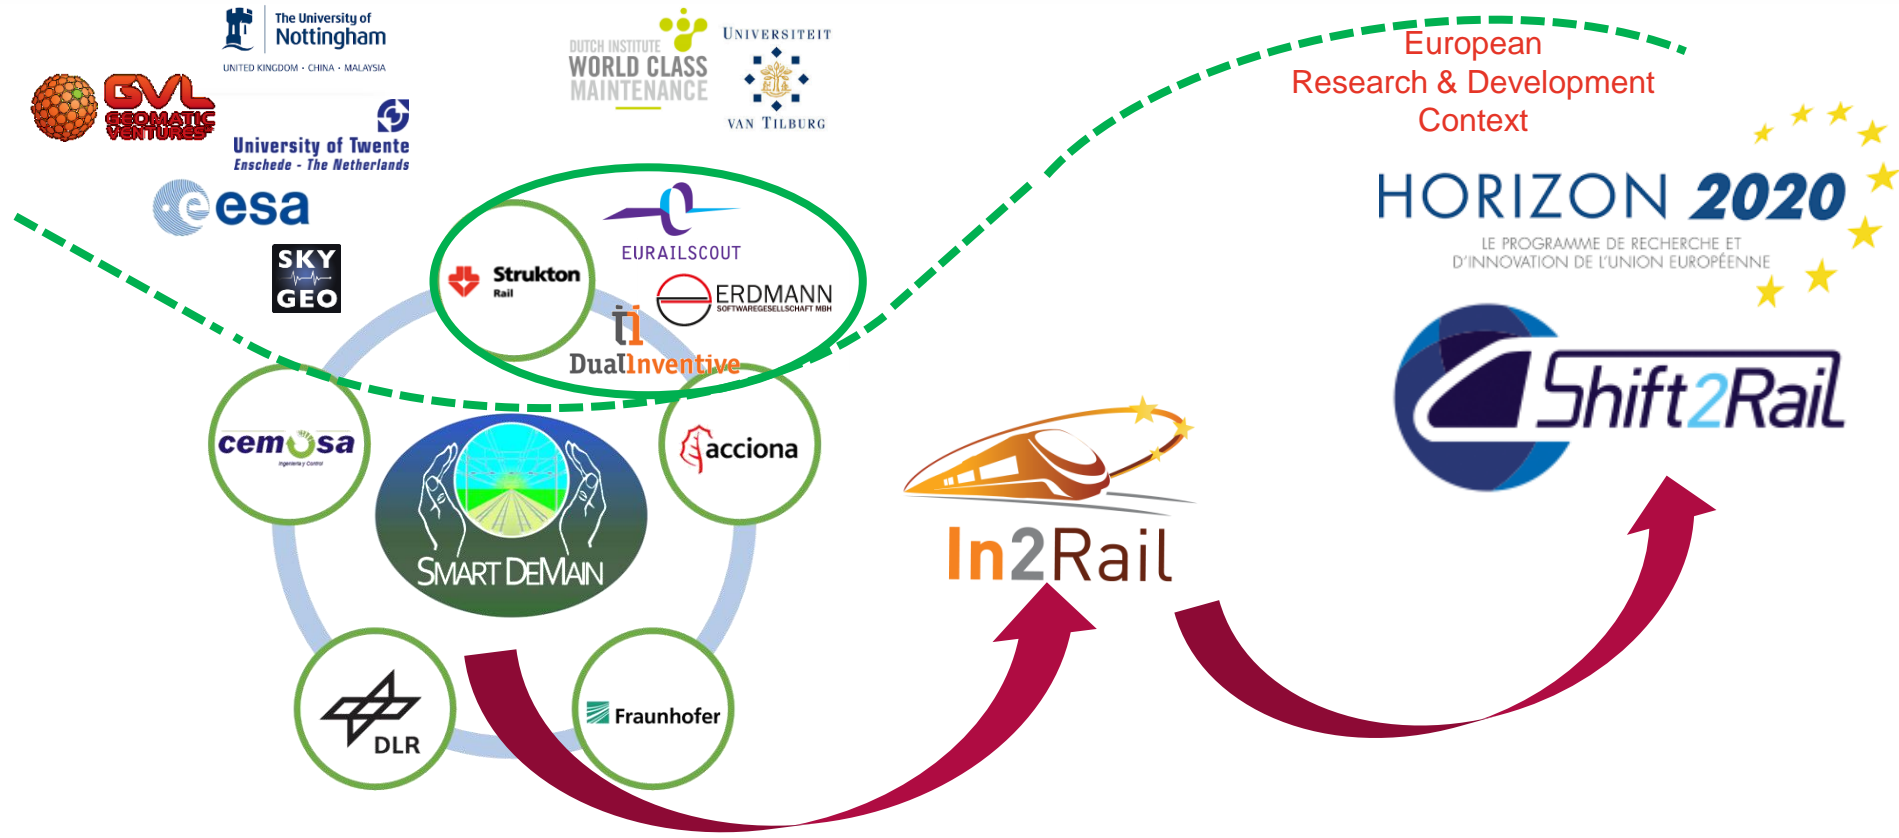 The University of
Nottingham
UNITED KINGDOM · CHINA · MALAYSIA
DUTCH INSTITUTE
WORLD CLASS
MAINTENANCE
UNIVERSITEIT
VAN TILBURG
GVL
GEOMATIC
VENTURES
University of Twente
Enschede - The Netherlands
esa
SKY
GEO
Strukton
Rail
EURAILSCOUT
ERDMANN
SOFTWAREGESELLSCHAFT MBH
DualInventive
cemosa
Ingeniería y Control
acciona
SMART DEMAIN
DLR
Fraunhofer
In2Rail
European
Research & Development
Context
HORIZON 2020
LE PROGRAMME DE RECHERCHE ET
D'INNOVATION DE L'UNION EUROPÉENNE
Shift2Rail